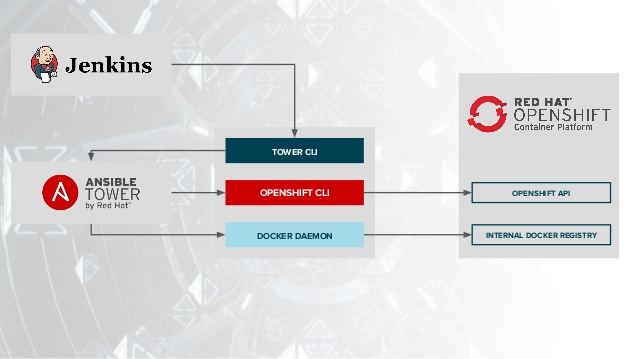 Jenkins
RED HAT®
OPENSHIFT
Container Platform
TOWER CLI
ANSIBLE
TOWER
by Red Hat®
OPENSHIFT CLI
OPENSHIFT API
DOCKER DAEMON
INTERNAL DOCKER REGISTRY